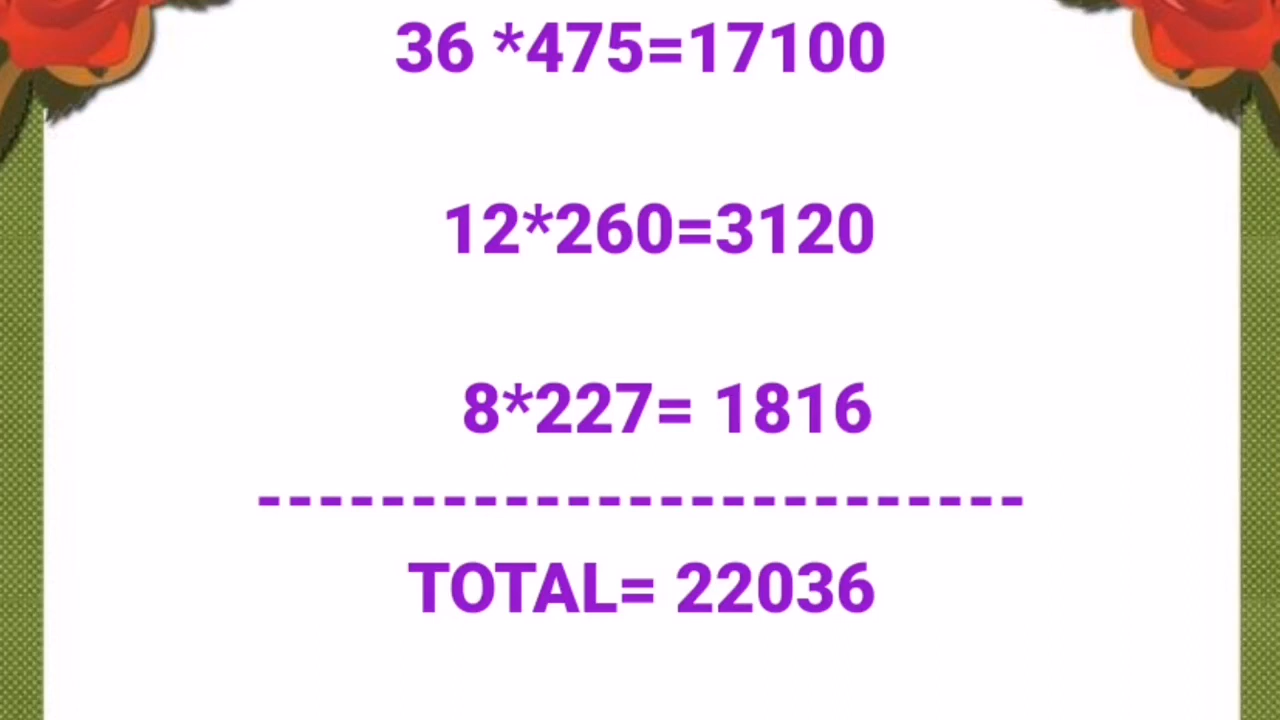 36 *475=17100
12*260=3120
8*227= 1816
-------------------------
TOTAL= 22036